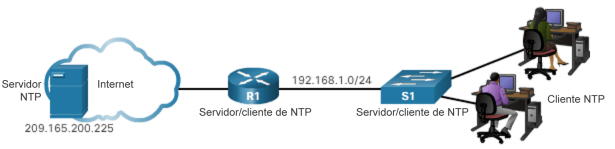 Servidor
NTP
Internet
209.165.200.225
R1
Servidor/cliente de NTP
192.168.1.0/24
S1
Servidor/cliente de NTP
Cliente NTP